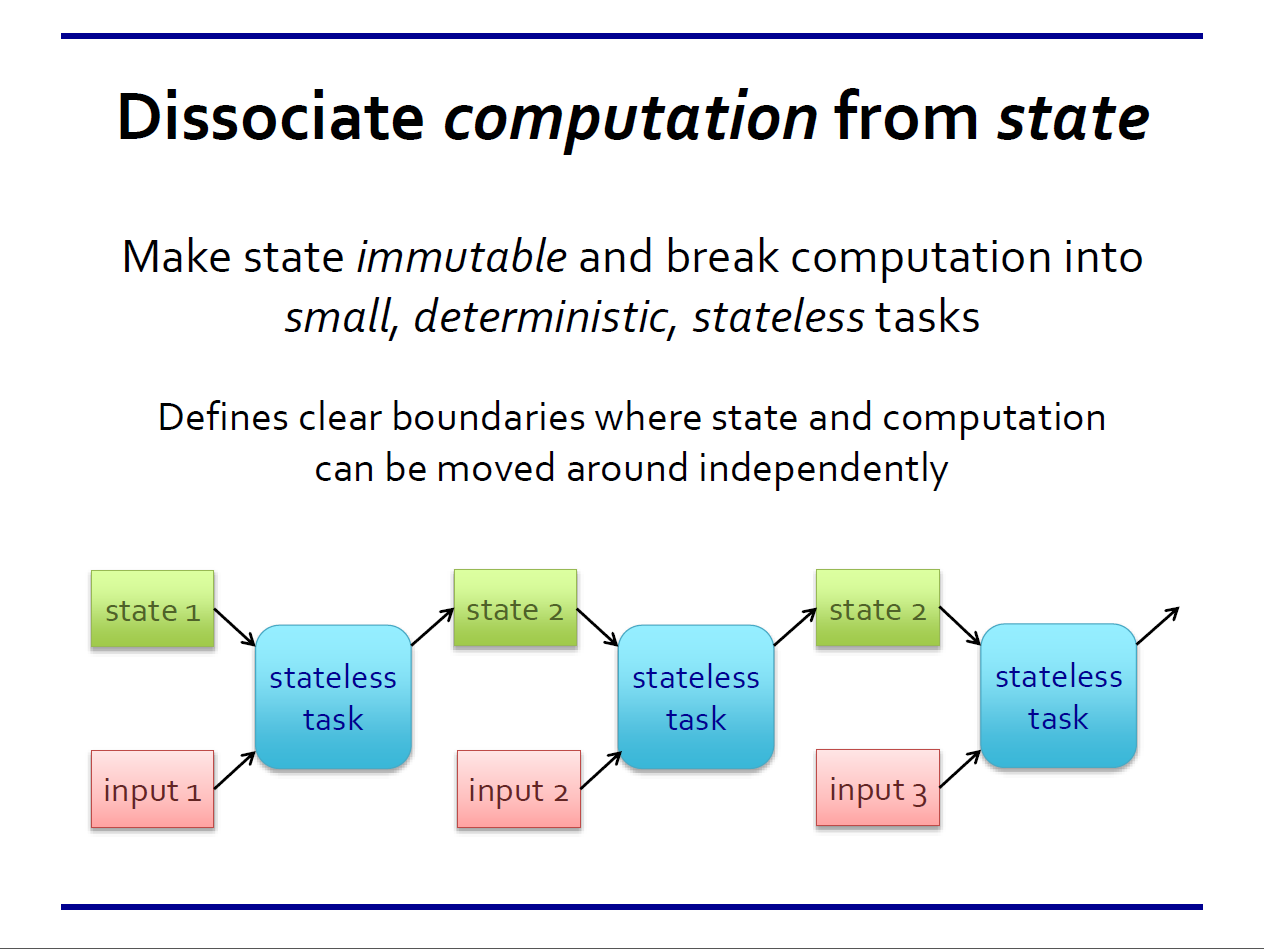 Dissociate computation from state
Make state immutable and break computation into
small, deterministic, stateless tasks
Defines clear boundaries where state and computation
can be moved around independently
state 1
state 2
state 2
stateless
task
stateless
task
stateless
task
input 1
input 2
input 3